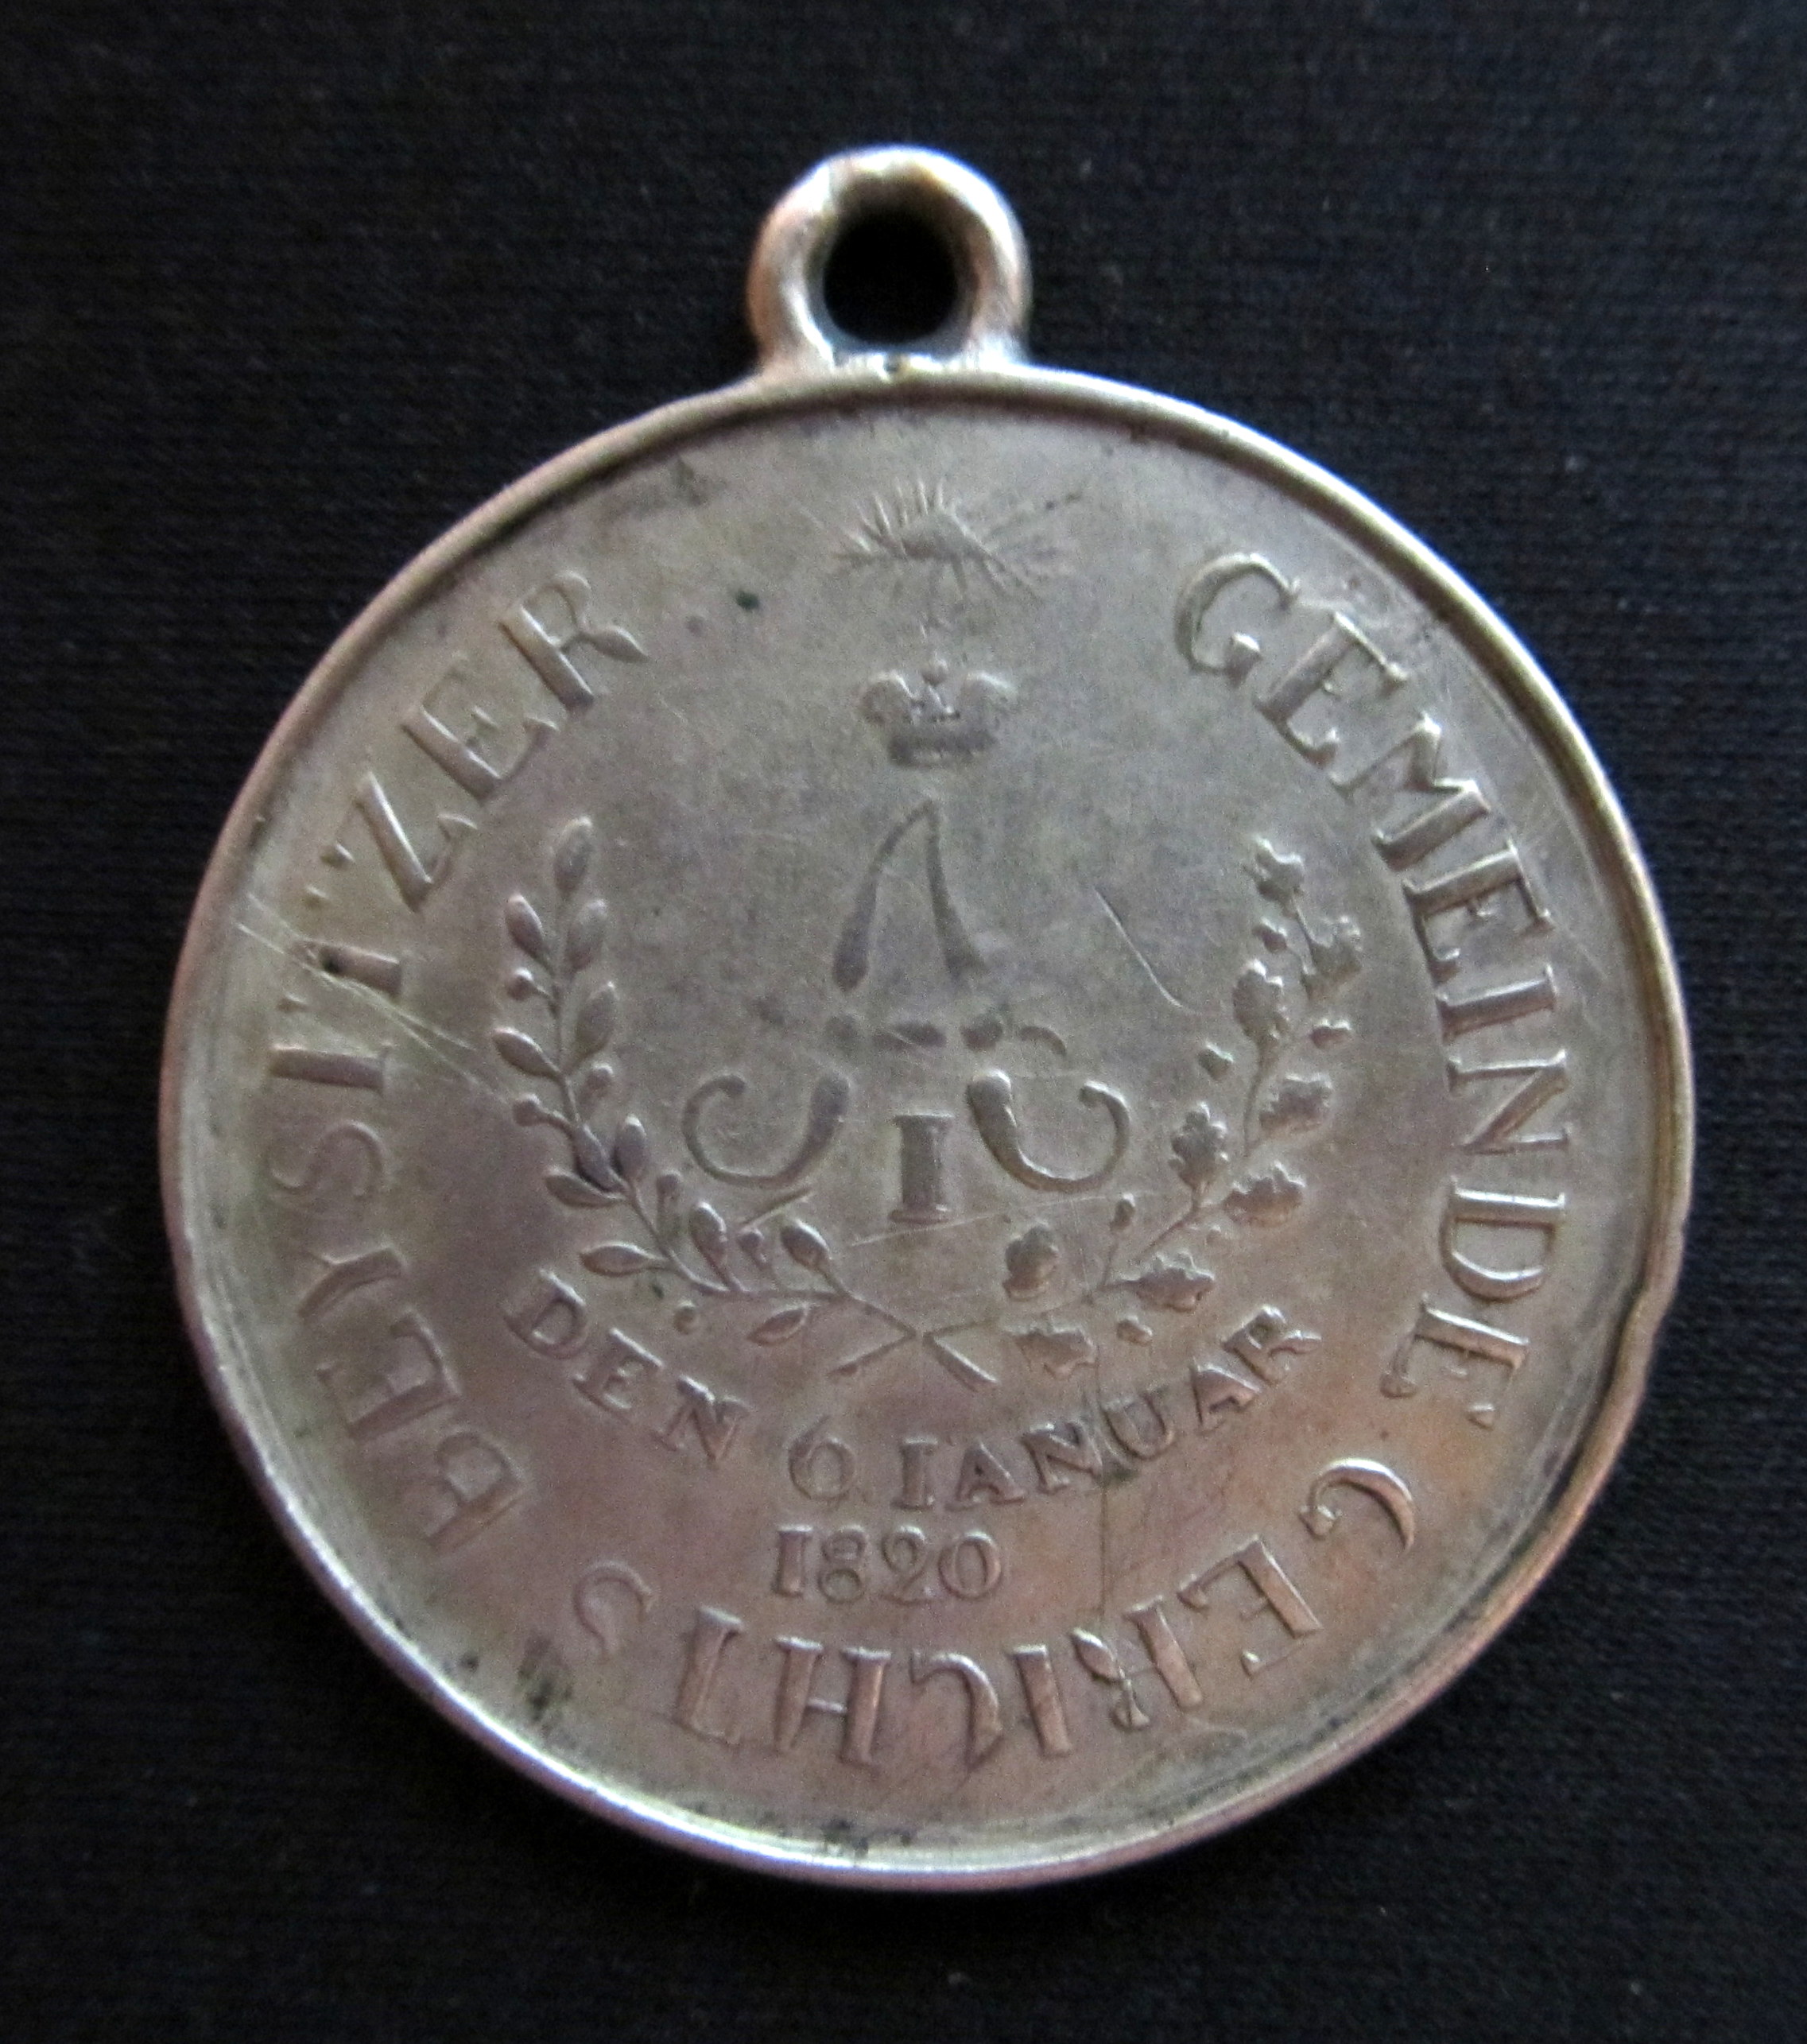 GEMEINDE GERICHTS BEYSITZER
A
I
DEN 6. IANUAR
1820